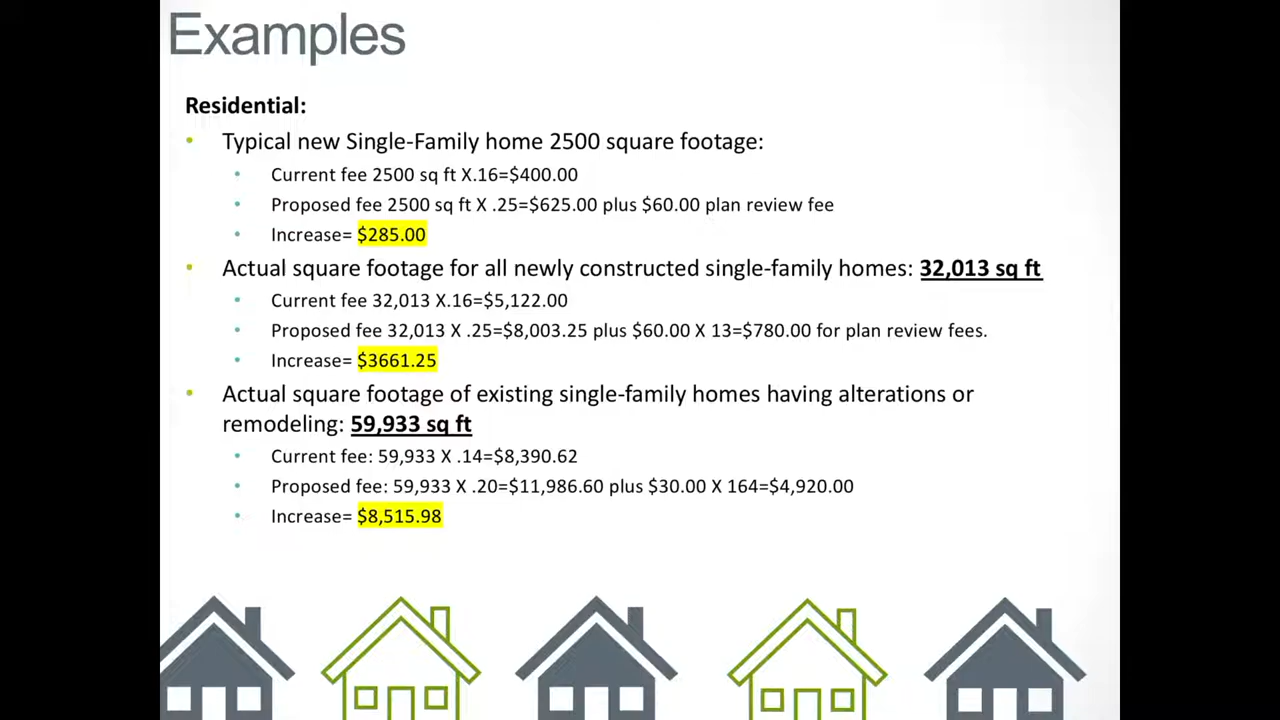 Examples
Residential:
• Typical new Single-Family home 2500 square footage:
• Current fee 2500 sq ft X.16=$400.00
• Proposed fee 2500 sq ft X .25=$625.00 plus $60.00 plan review fee
• Increase= $285.00
• Actual square footage for all newly constructed single-family homes: 32,013 sq ft
• Current fee 32,013 X.16=$5,122.00
• Proposed fee 32,013 X .25=$8,003.25 plus $60.00 X 13=$780.00 for plan review fees.
• Increase= $3661.25
• Actual square footage of existing single-family homes having alterations or
remodeling: 59,933 sq ft
• Current fee: 59,933 X .14=$8,390.62
• Proposed fee: 59,933 X .20=$11,986.60 plus $30.00 X 164=$4,920.00
• Increase= $8,515.98